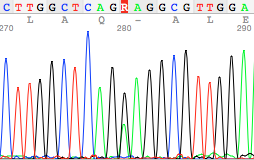 CTTGGCTCAGRAGGCGTTGGA
L A Q - A L E
270 280 290